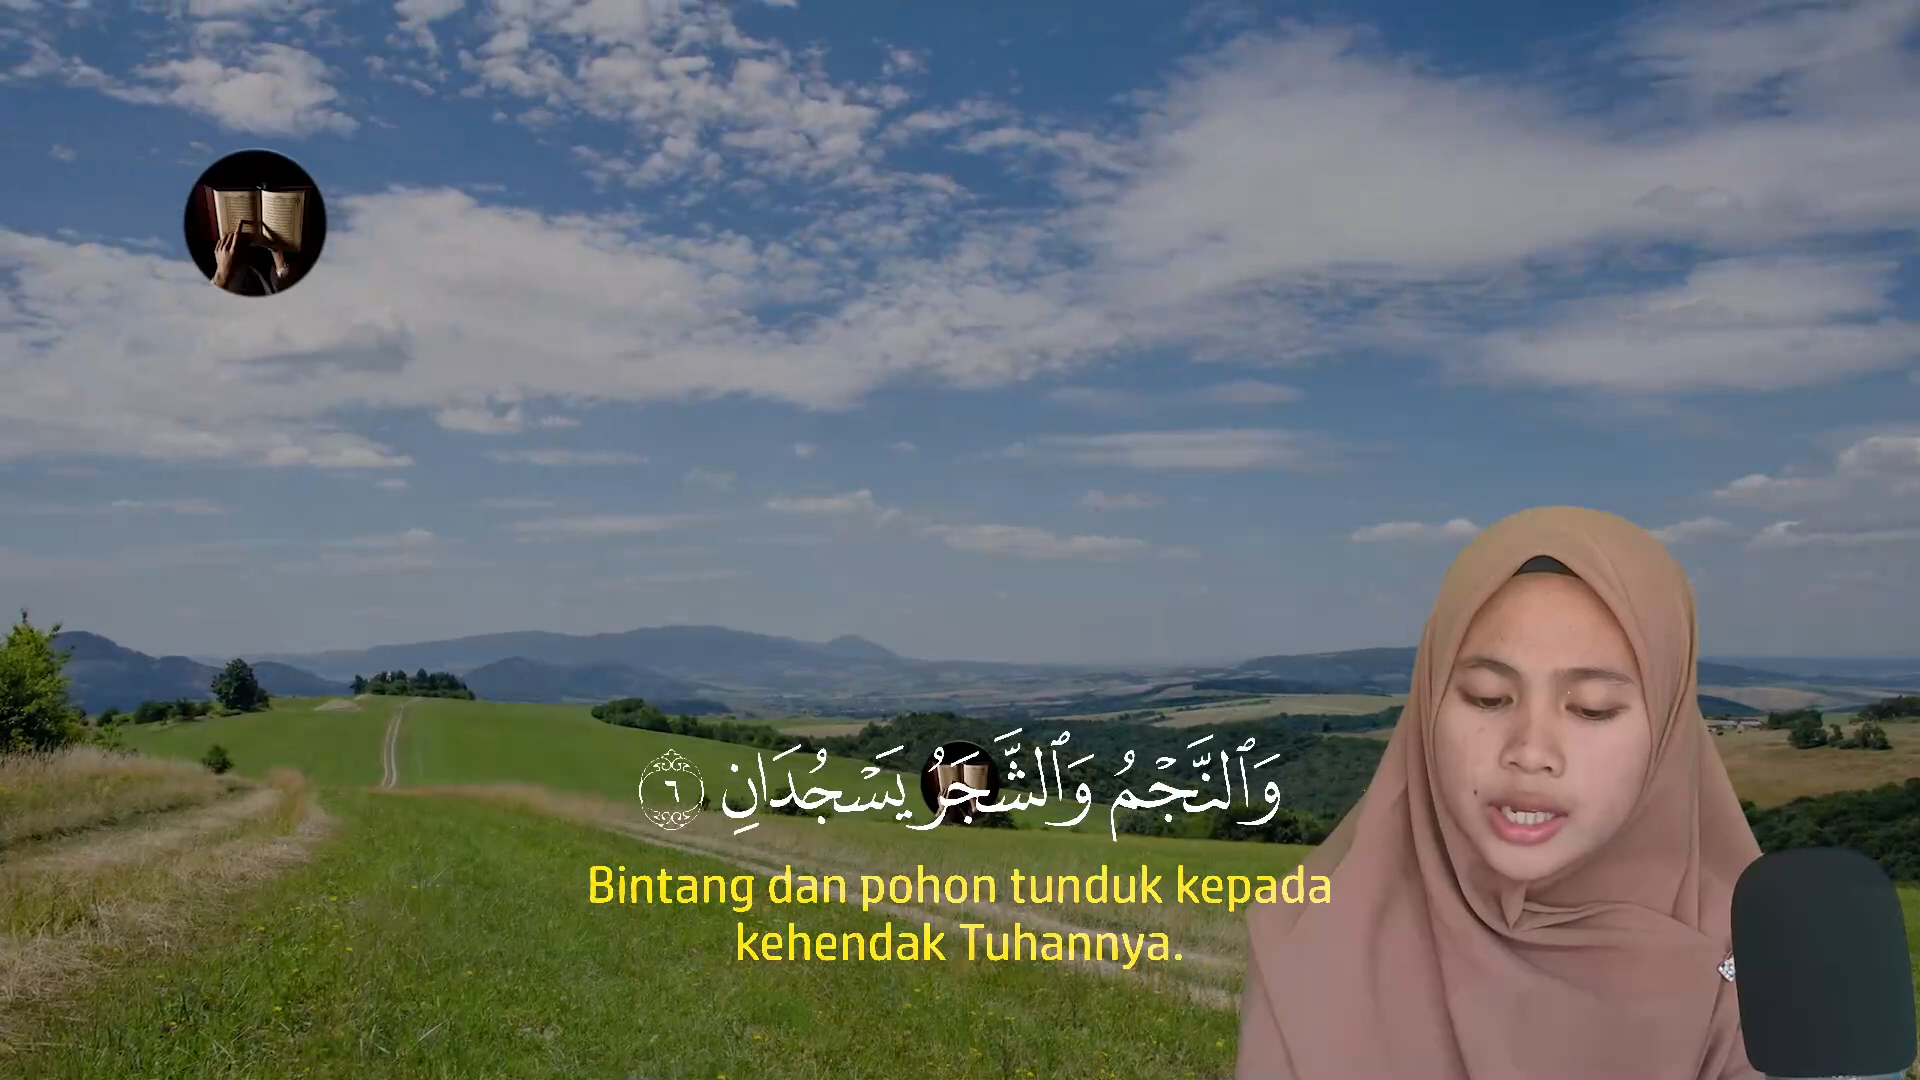 وَٱلنَّجْمُ وَٱلشَّجَرُ يَسْجُدَانِ ٦
Bintang dan pohon tunduk kepada
kehendak Tuhannya.